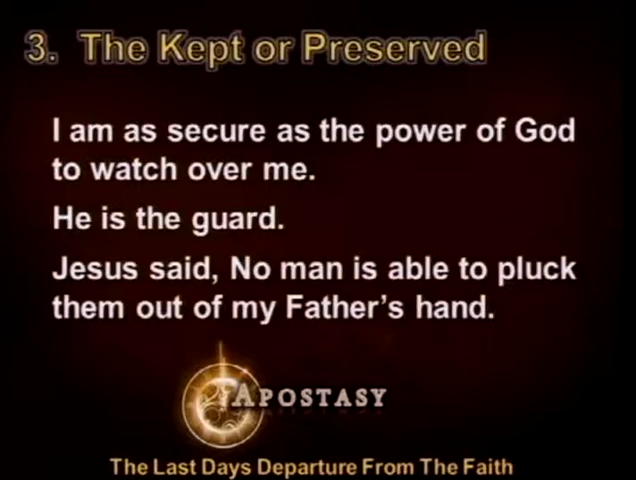 3. The Kept or Preserved
I am as secure as the power of God
to watch over me.
He is the guard.
Jesus said, No man is able to pluck
them out of my Father's hand.
APOSTASY
The Last Days Departure From The Faith